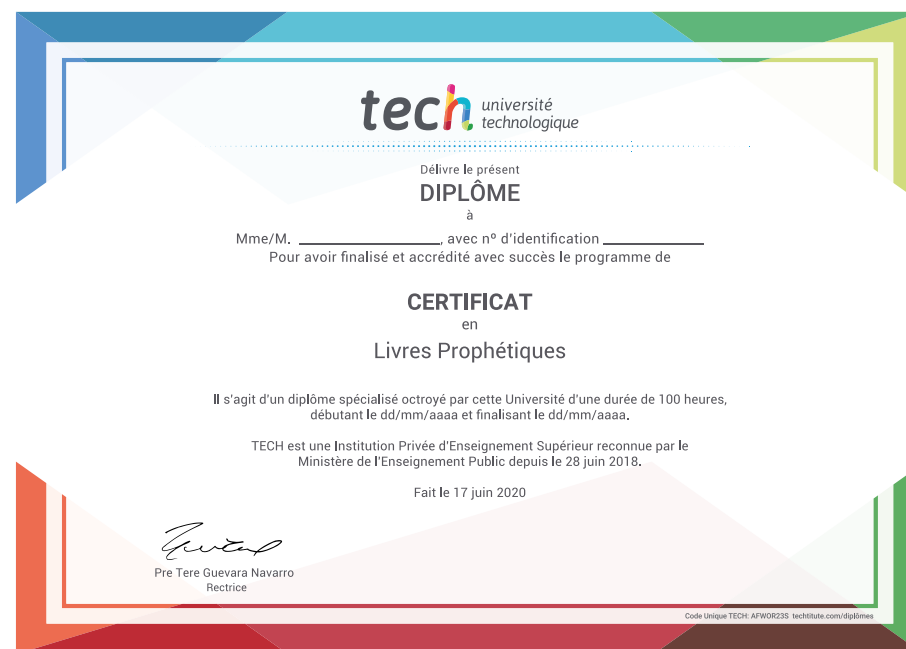 tech université
technologique
Délivre le présent
DIPLÔME
à
Mme/M. ____________________, avec nº d'identification ______________
Pour avoir finalisé et accrédité avec succès le programme de
CERTIFICAT
en
Livres Prophétiques
Il s'agit d'un diplôme spécialisé octroyé par cette Université d'une durée de 100 heures,
débutant le dd/mm/aaaa et finalisant le dd/mm/aaaa.
TECH est une Institution Privée d'Enseignement Supérieur reconnue par le
Ministère de l'Enseignement Public depuis le 28 juin 2018.
Fait le 17 juin 2020
Pre Tere Guevara Navarro
Rectrice
Code Unique TECH: AFWOR23S techtitute.com/diplômes